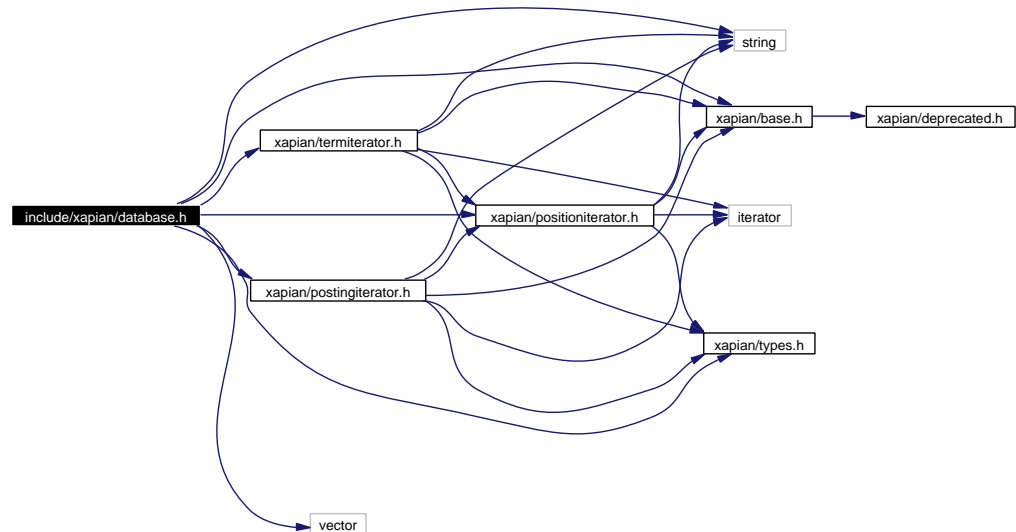 string
xapian/base.h
xapian/deprecated.h
xapian/termiterator.h
include/xapian/database.h
xapian/positioniterator.h
iterator
xapian/postingiterator.h
xapian/types.h
vector